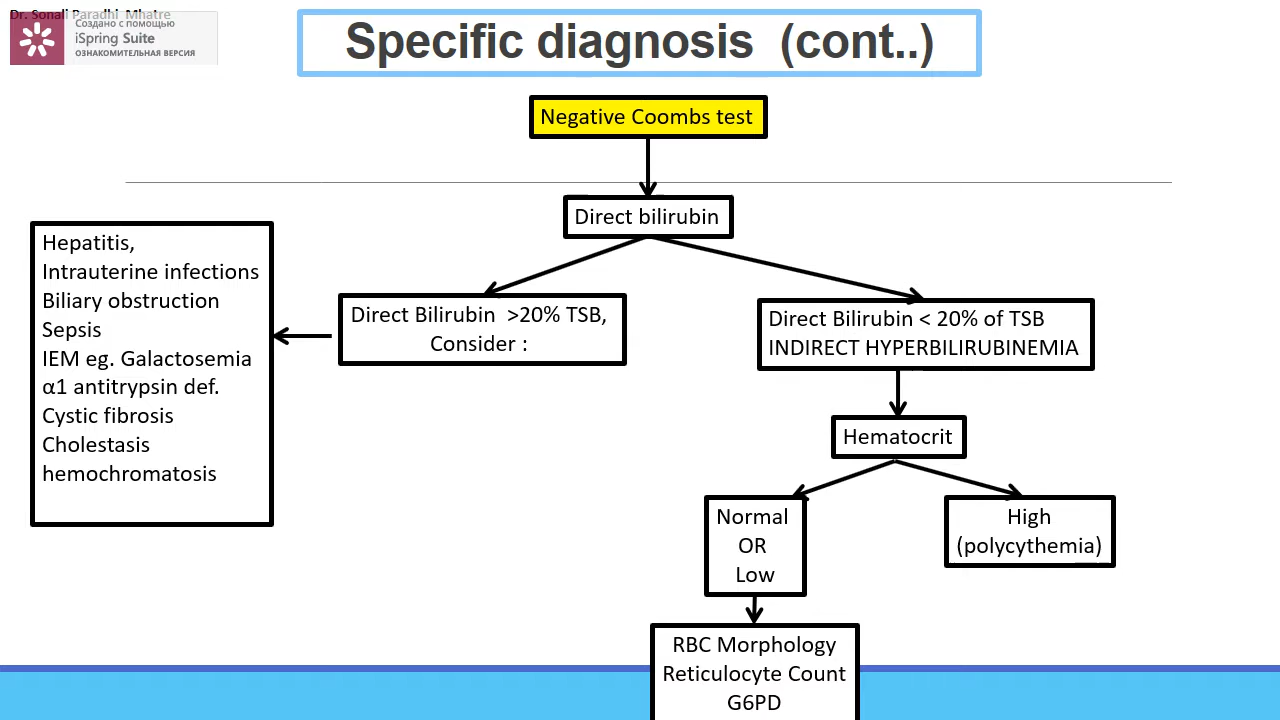 Dr. Sonali Paradhi Mhatre
Создано с помощью
iSpring Suite
ОЗНАКОМИТЕЛЬНАЯ ВЕРСИЯ
Specific diagnosis (cont..)
Negative Coombs test
Direct bilirubin
Hepatitis,
Intrauterine infections
Biliary obstruction
Sepsis
IEM eg. Galactosemia
α1 antitrypsin def.
Cystic fibrosis
Cholestasis
hemochromatosis
Direct Bilirubin >20% TSB,
Consider :
Direct Bilirubin < 20% of TSB
INDIRECT HYPERBILIRUBINEMIA
Hematocrit
Normal
OR
Low
High
(polycythemia)
RBC Morphology
Reticulocyte Count
G6PD